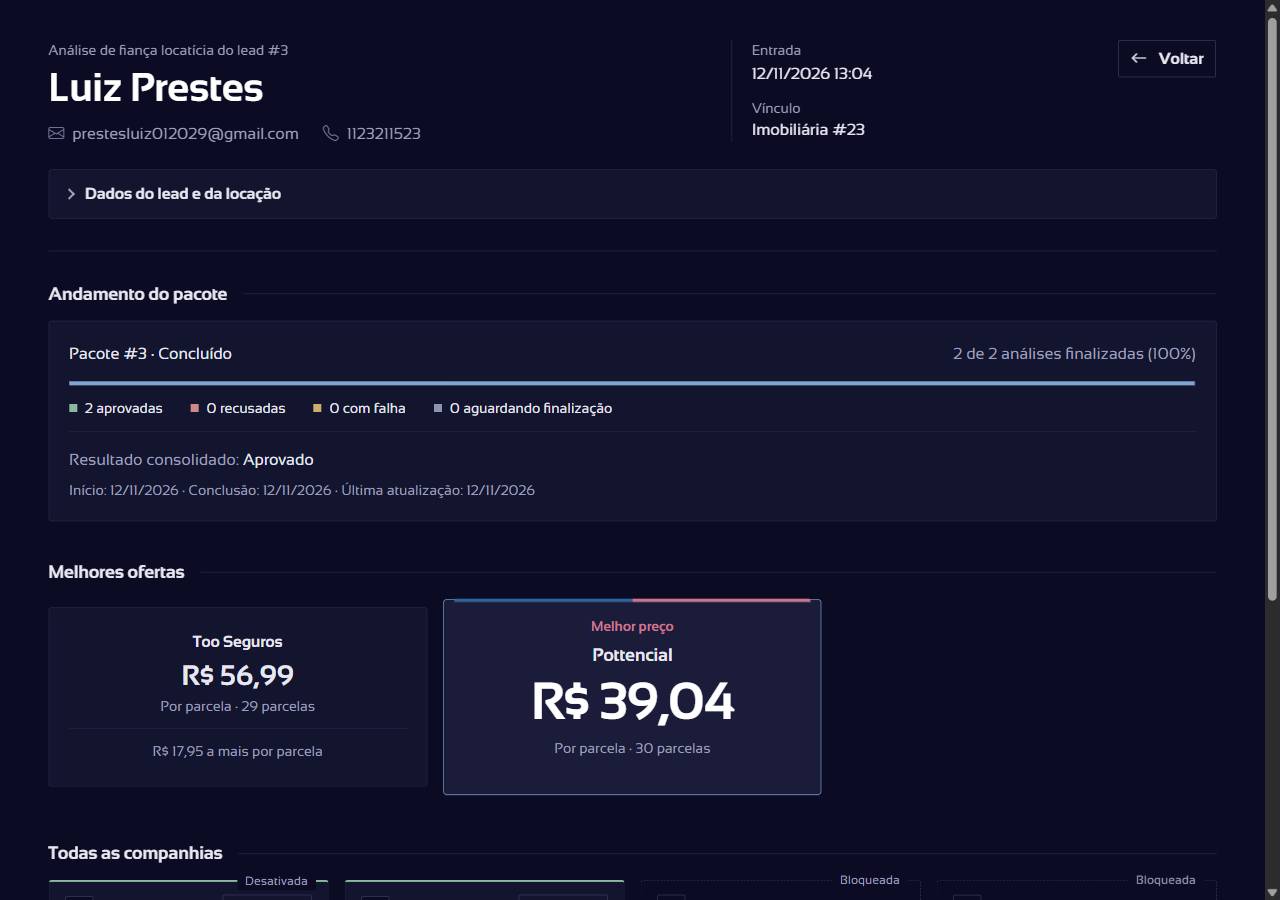 Análise de fiança locatícia do lead #3
Luiz Prestes
prestesluiz012029@gmail.com 1123211523
Entrada
12/11/2026 13:04
Vínculo
Imobiliária #23
Voltar
Dados do lead e da locação
Andamento do pacote
Pacote #3 · Concluído
2 de 2 análises finalizadas (100%)
2 aprovadas 0 recusadas 0 com falha 0 aguardando finalização
Resultado consolidado: Aprovado
Início: 12/11/2026 · Conclusão: 12/11/2026 · Última atualização: 12/11/2026
Melhores ofertas
Too Seguros
R$ 56,99
Por parcela · 29 parcelas
R$ 17,95 a mais por parcela
Melhor preço
Pottencial
R$ 39,04
Por parcela · 30 parcelas
Todas as companhias
Desativada
Bloqueada
Bloqueada